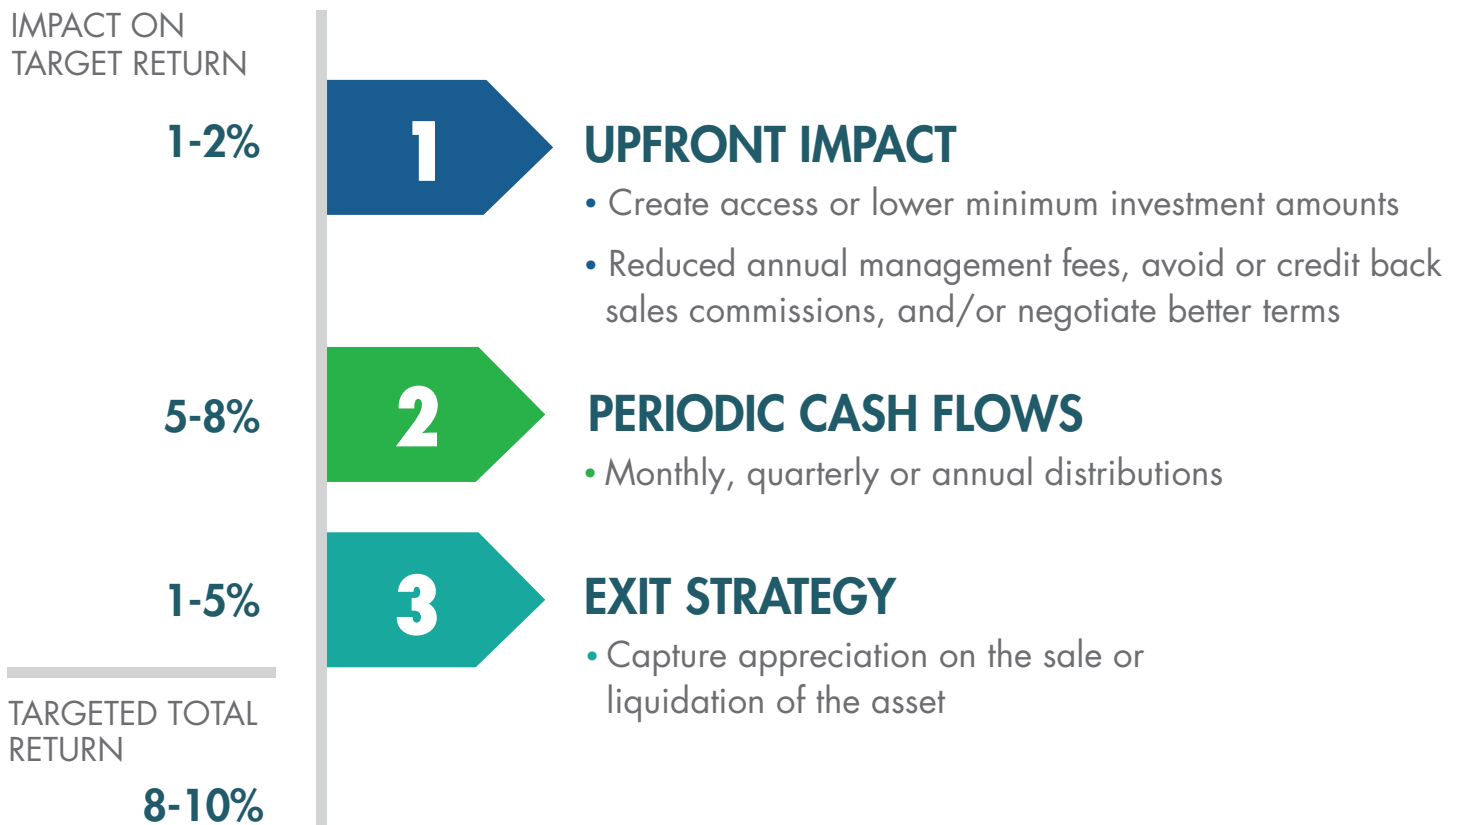 IMPACT ON
TARGET RETURN
1-2%
1
UPFRONT IMPACT
• Create access or lower minimum investment amounts
• Reduced annual management fees, avoid or credit back
sales commissions, and/or negotiate better terms
5-8%
2
PERIODIC CASH FLOWS
• Monthly, quarterly or annual distributions
1-5%
3
EXIT STRATEGY
• Capture appreciation on the sale or
liquidation of the asset
TARGETED TOTAL
RETURN
8-10%